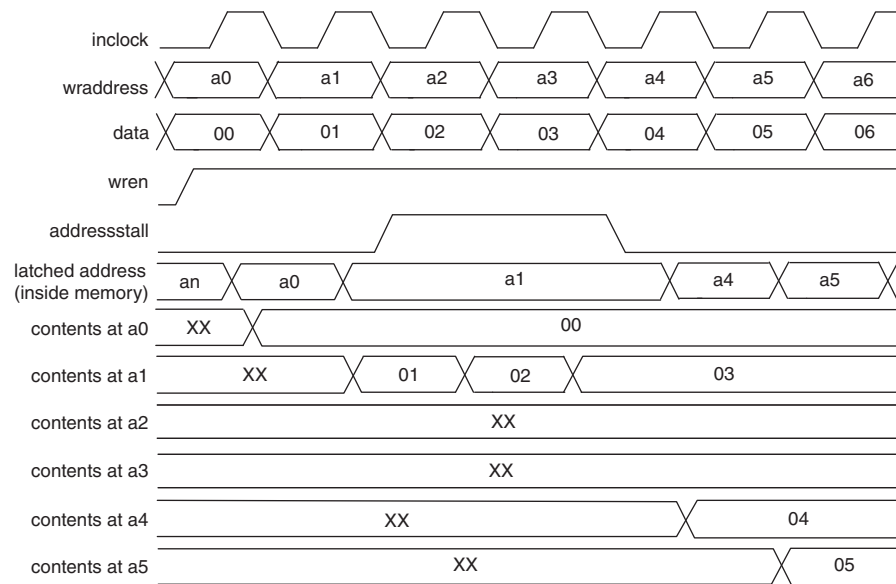 inclock
wraddress a0 a1 a2 a3 a4 a5 a6
data 00 01 02 03 04 05 06
wren
addressstall
latched address
(inside memory) an a0 a1 a4 a5
contents at a0 XX 00
contents at a1 XX 01 02 03
contents at a2 XX
contents at a3 XX
contents at a4 XX 04
contents at a5 XX 05